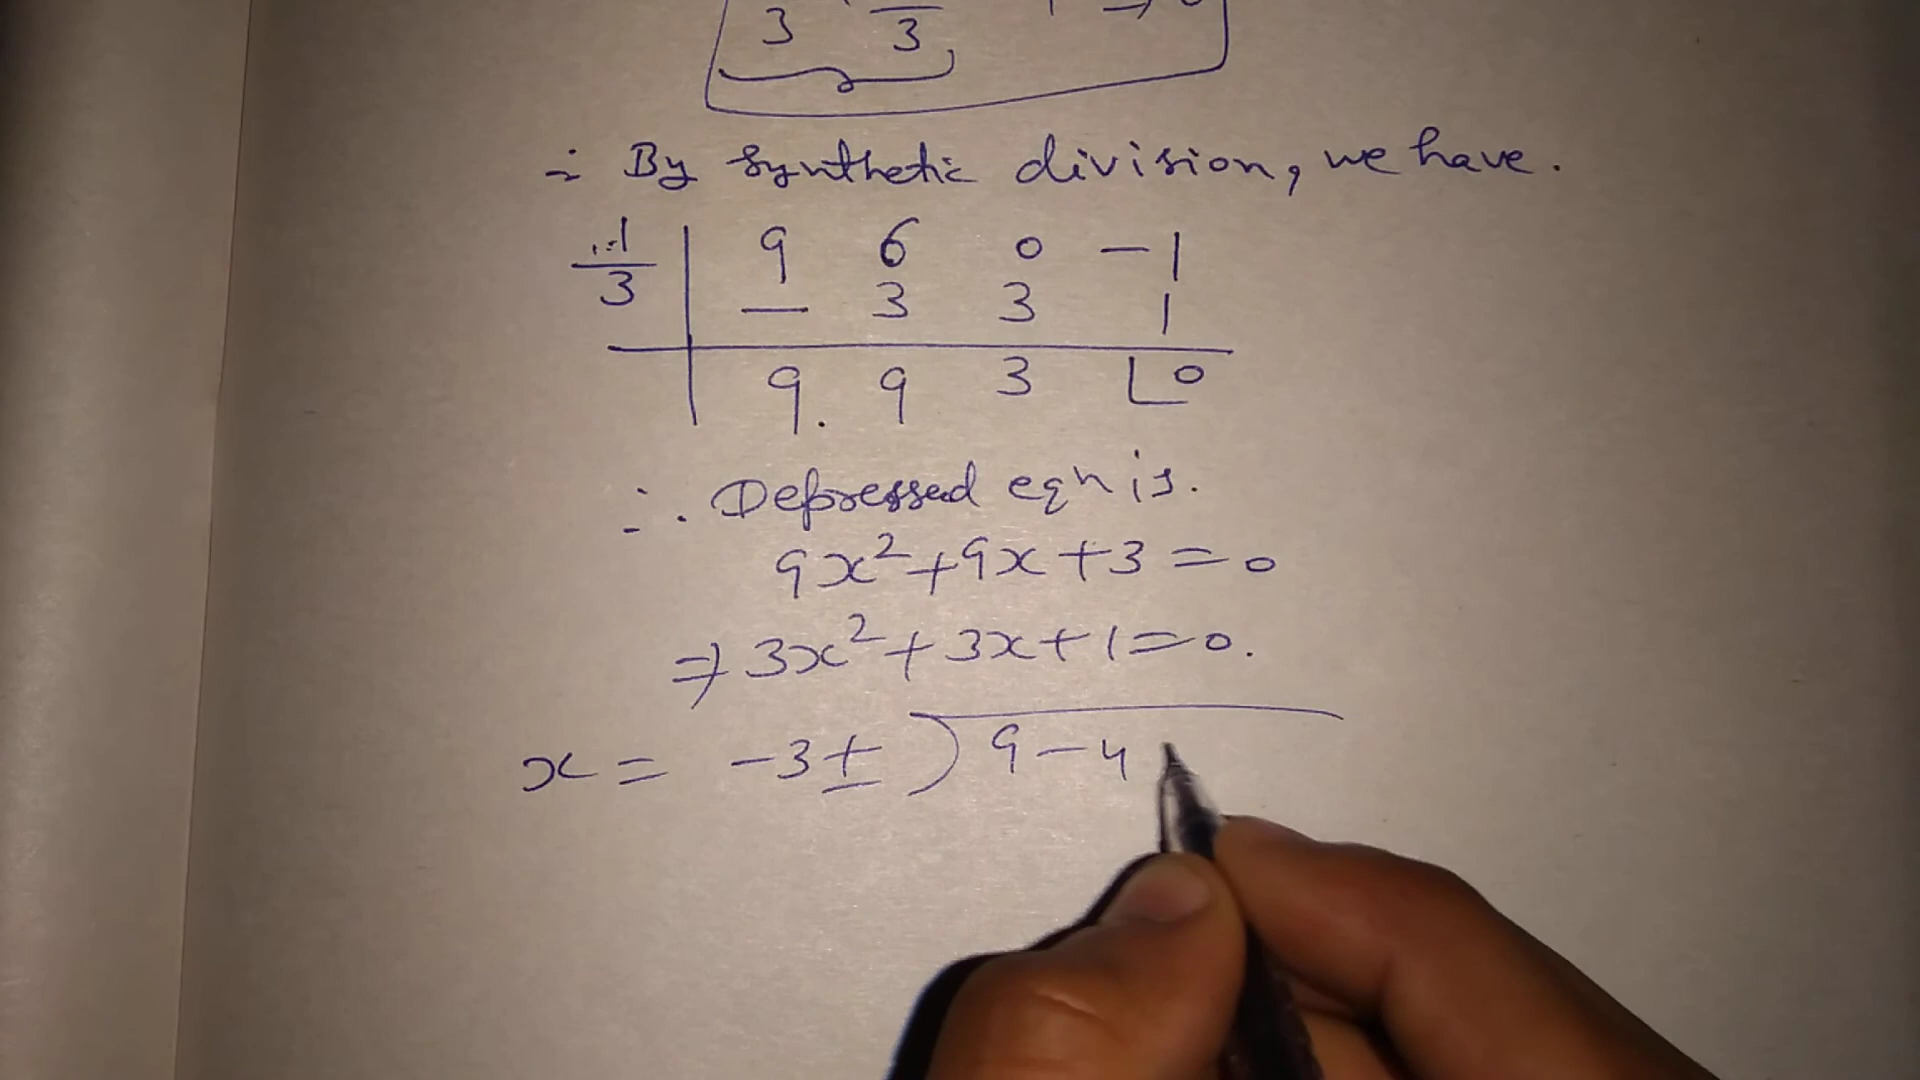 3 3
∴ By synthetic division, we have.
1/3 | 9 6 0 -1
— 3 3 1
9. 9 3 ⌊0
∴ Depressed eqn is.
9x²+9x+3=0
⇒ 3x²+3x+1=0.
x = -3± √9-4